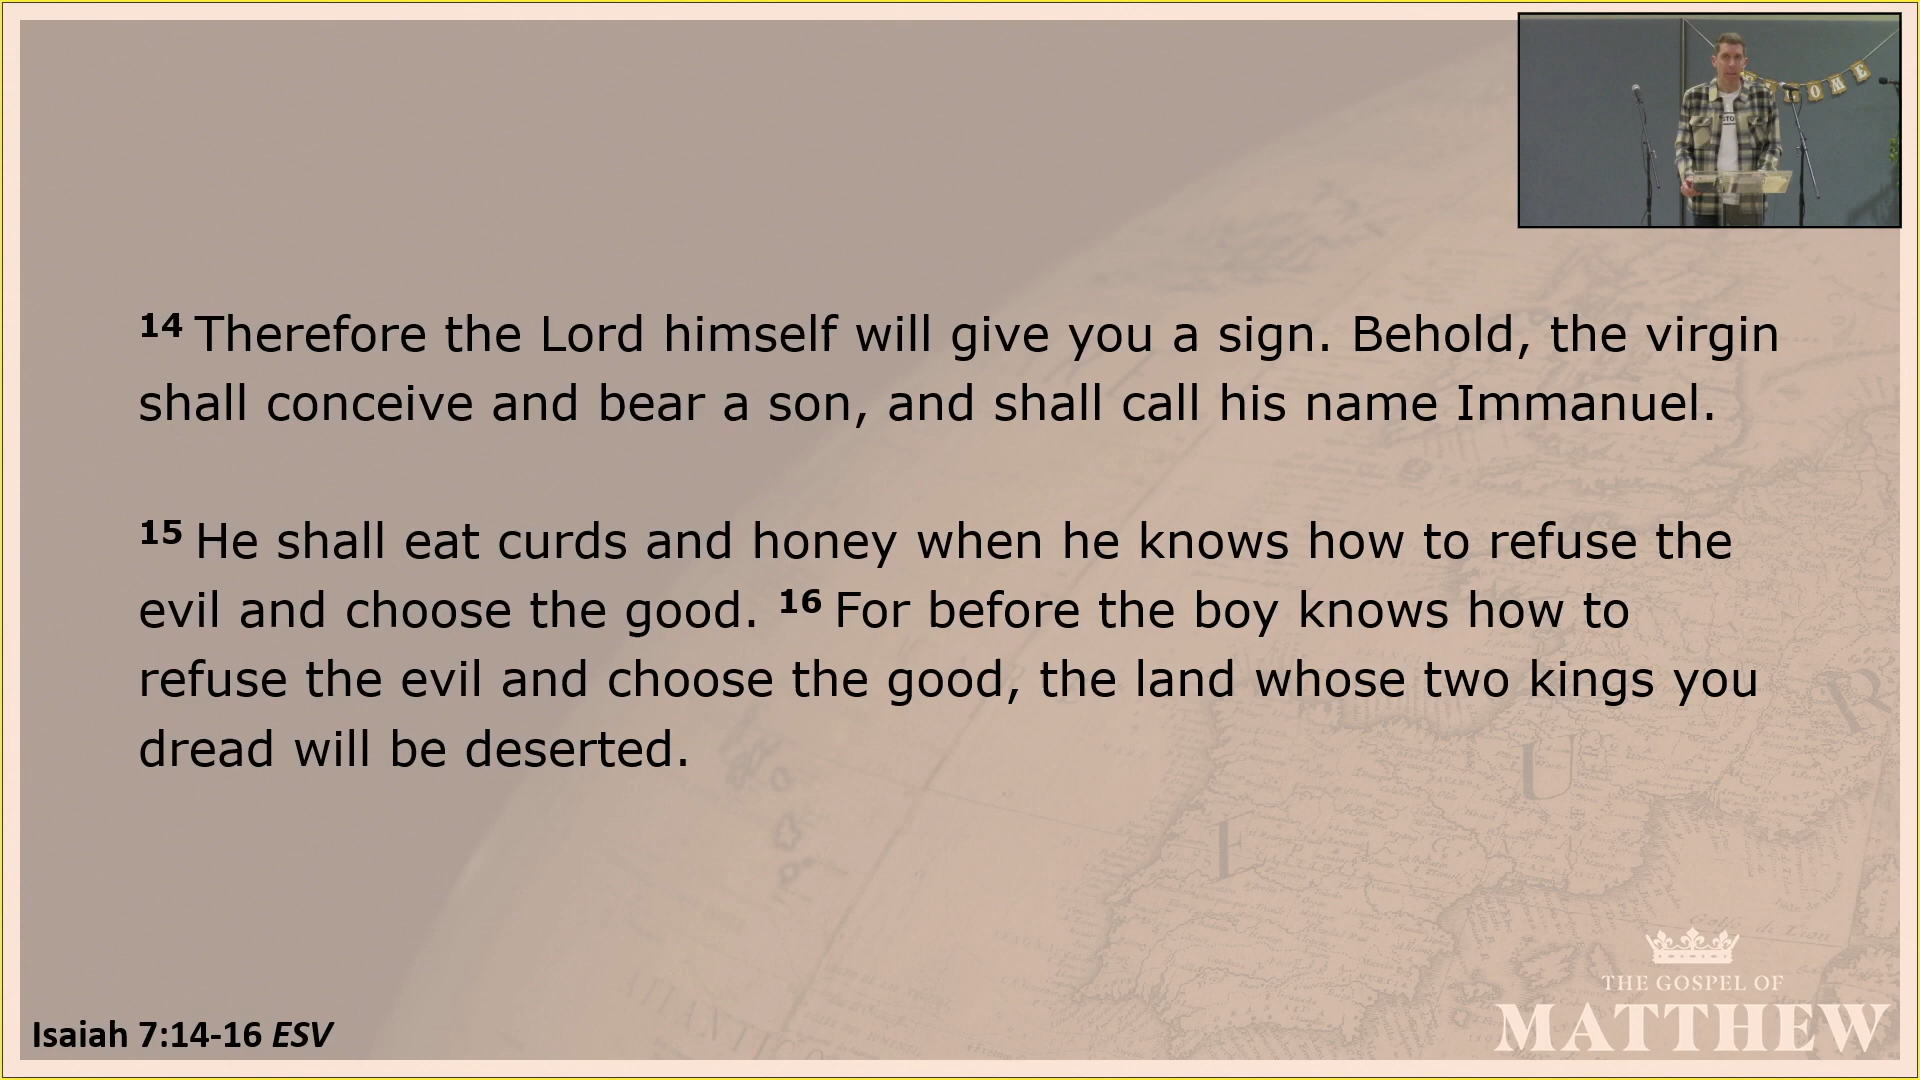 14 Therefore the Lord himself will give you a sign. Behold, the virgin
shall conceive and bear a son, and shall call his name Immanuel.
15 He shall eat curds and honey when he knows how to refuse the
evil and choose the good. 16 For before the boy knows how to
refuse the evil and choose the good, the land whose two kings you
dread will be deserted.
Isaiah 7:14-16 ESV
THE GOSPEL OF
MATTHEW